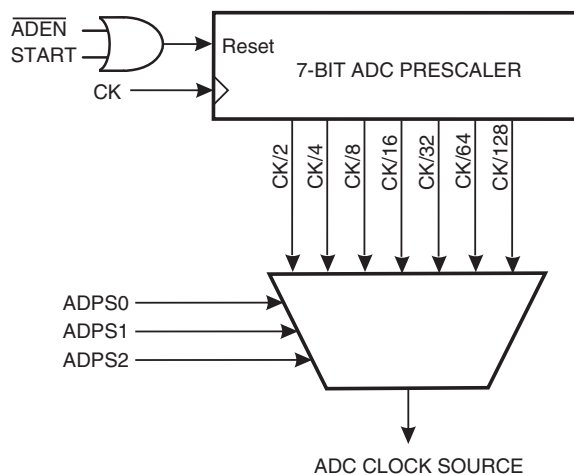 ADEN
START
Reset
7-BIT ADC PRESCALER
CK
CK/2
CK/4
CK/8
CK/16
CK/32
CK/64
CK/128
ADPS0
ADPS1
ADPS2
ADC CLOCK SOURCE